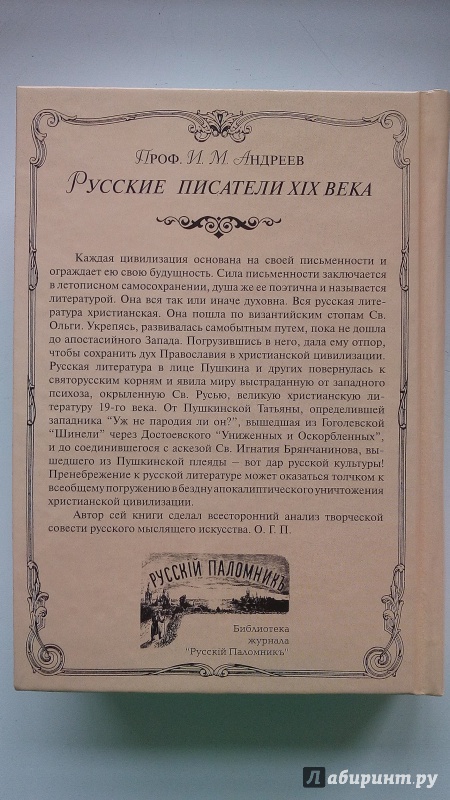 Проф. И. М. Андреев
Русские писатели XIX века
Каждая цивилизация основана на своей письменности и
ограждает ею свою будущность. Сила письменности заключается
в летописном самосохранении, душа же ее поэтична и называется
литературой. Она вся так или иначе духовна. Вся русская лите-
ратура христианская. Она пошла по византийским стопам Св.
Ольги. Укрепясь, развивалась самобытным путем, пока не дошла
до апостасийного Запада. Погрузившись в него, дала ему отпор,
чтобы сохранить дух Православия в христианской цивилизации.
Русская литература в лице Пушкина и других повернулась к
святорусским корням и явила миру выстраданную от западного
психоза, окрыленную Св. Русью, великую христианскую ли-
тературу 19-го века. От Пушкинской Татьяны, определившей
западника "Уж не пародия ли он?", вышедшая из Гоголевской
"Шинели" через Достоевского "Униженных и Оскорбленных",
и до соединившегося с аскезой Св. Игнатия Брянчанинова, вы-
шедшего из Пушкинской плеяды – вот дар русской культуры!
Пренебрежение к русской литературе может оказаться толчком к
всеобщему погружению в бездну апокалиптического уничтожения
христианской цивилизации.
Автор сей книги сделал всесторонний анализ творческой
совести русского мыслящего искусства. О. Г. П.
РУССКІЙ ПАЛОМНИКЪ
Библиотека
журнала
"Русскій Паломникъ"
Лабиринт.ру